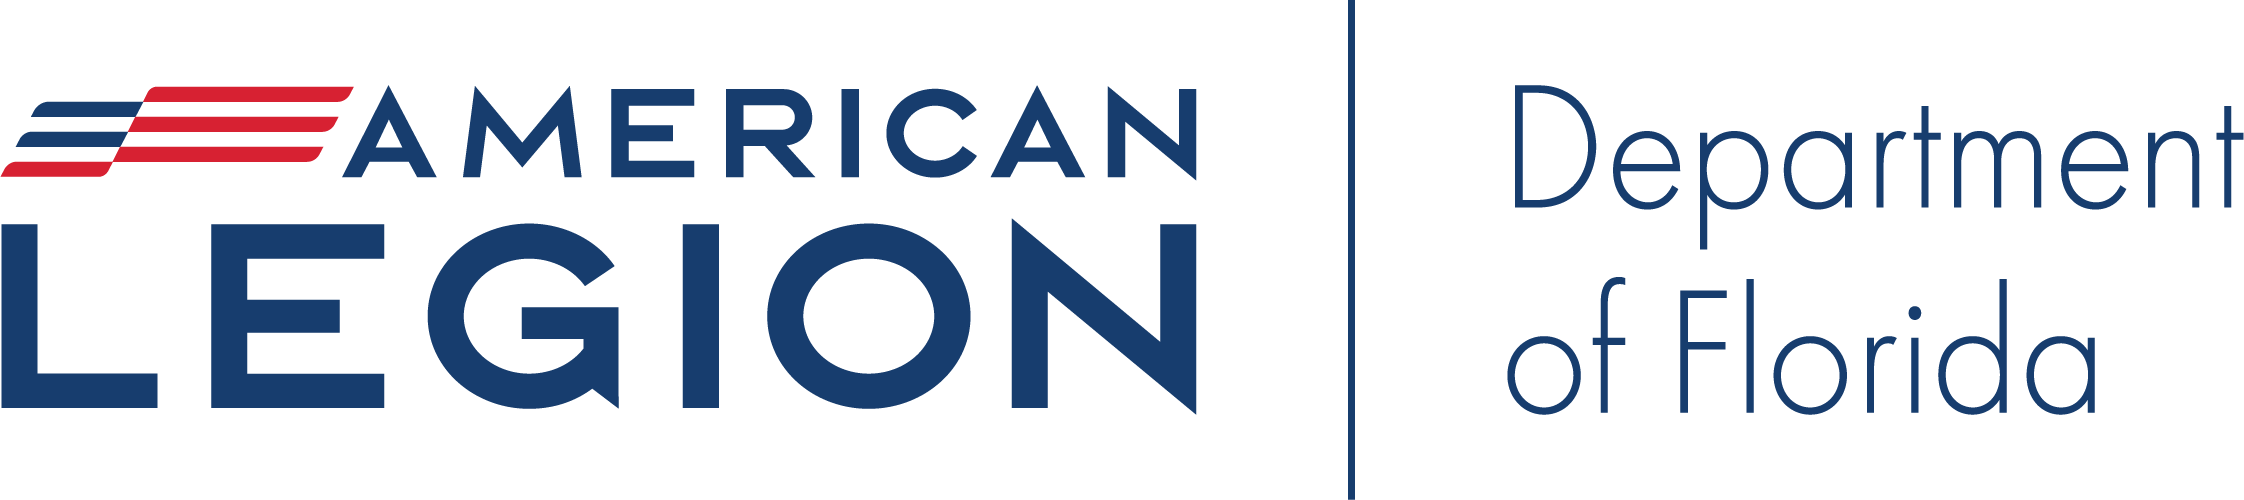 AMERICAN
LEGION
Department
of Florida